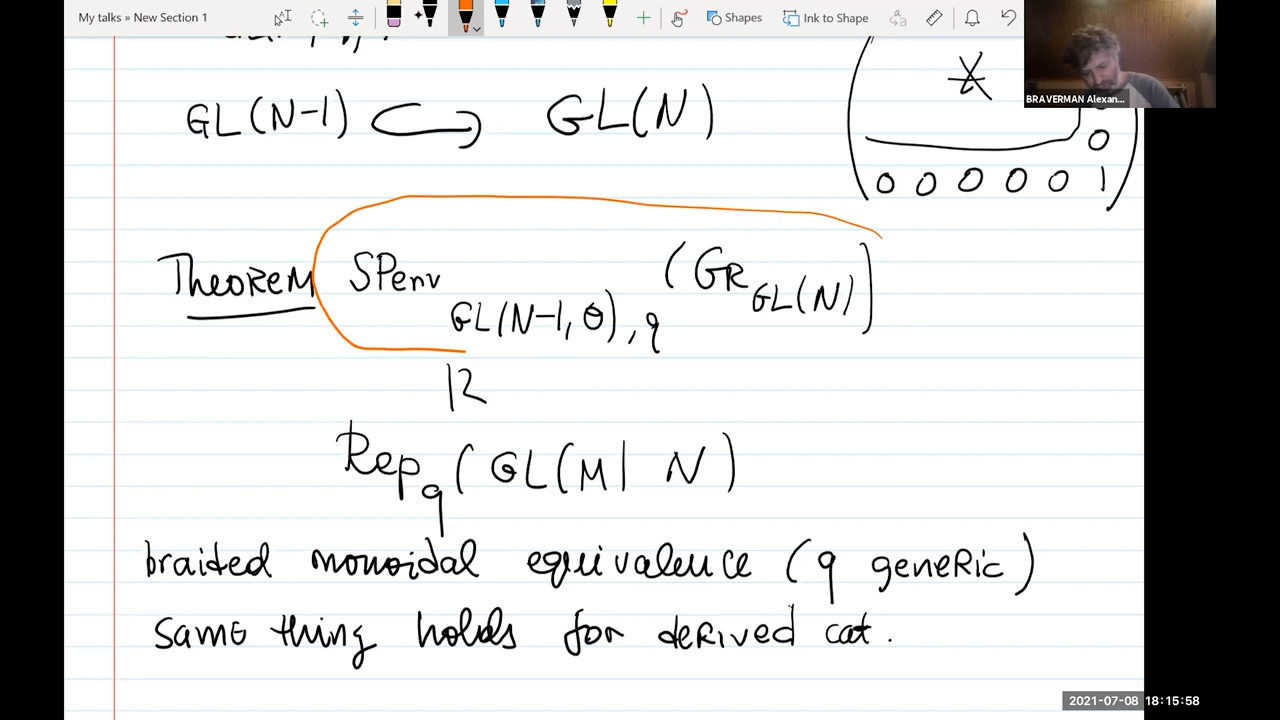 My talks » New Section 1
Shapes
Ink to Shape
BRAVERMAN Alexan...
GL(N-1) ↪ GL(N)
*
0
0 0 0 0 0 1
Theorem SPerv GL(N-1, O), q (Gr GL(N))
Rep q (GL(M|N)
braided monoidal equivalence (q generic)
same thing holds for derived cat.
2021-07-08 18:15:58